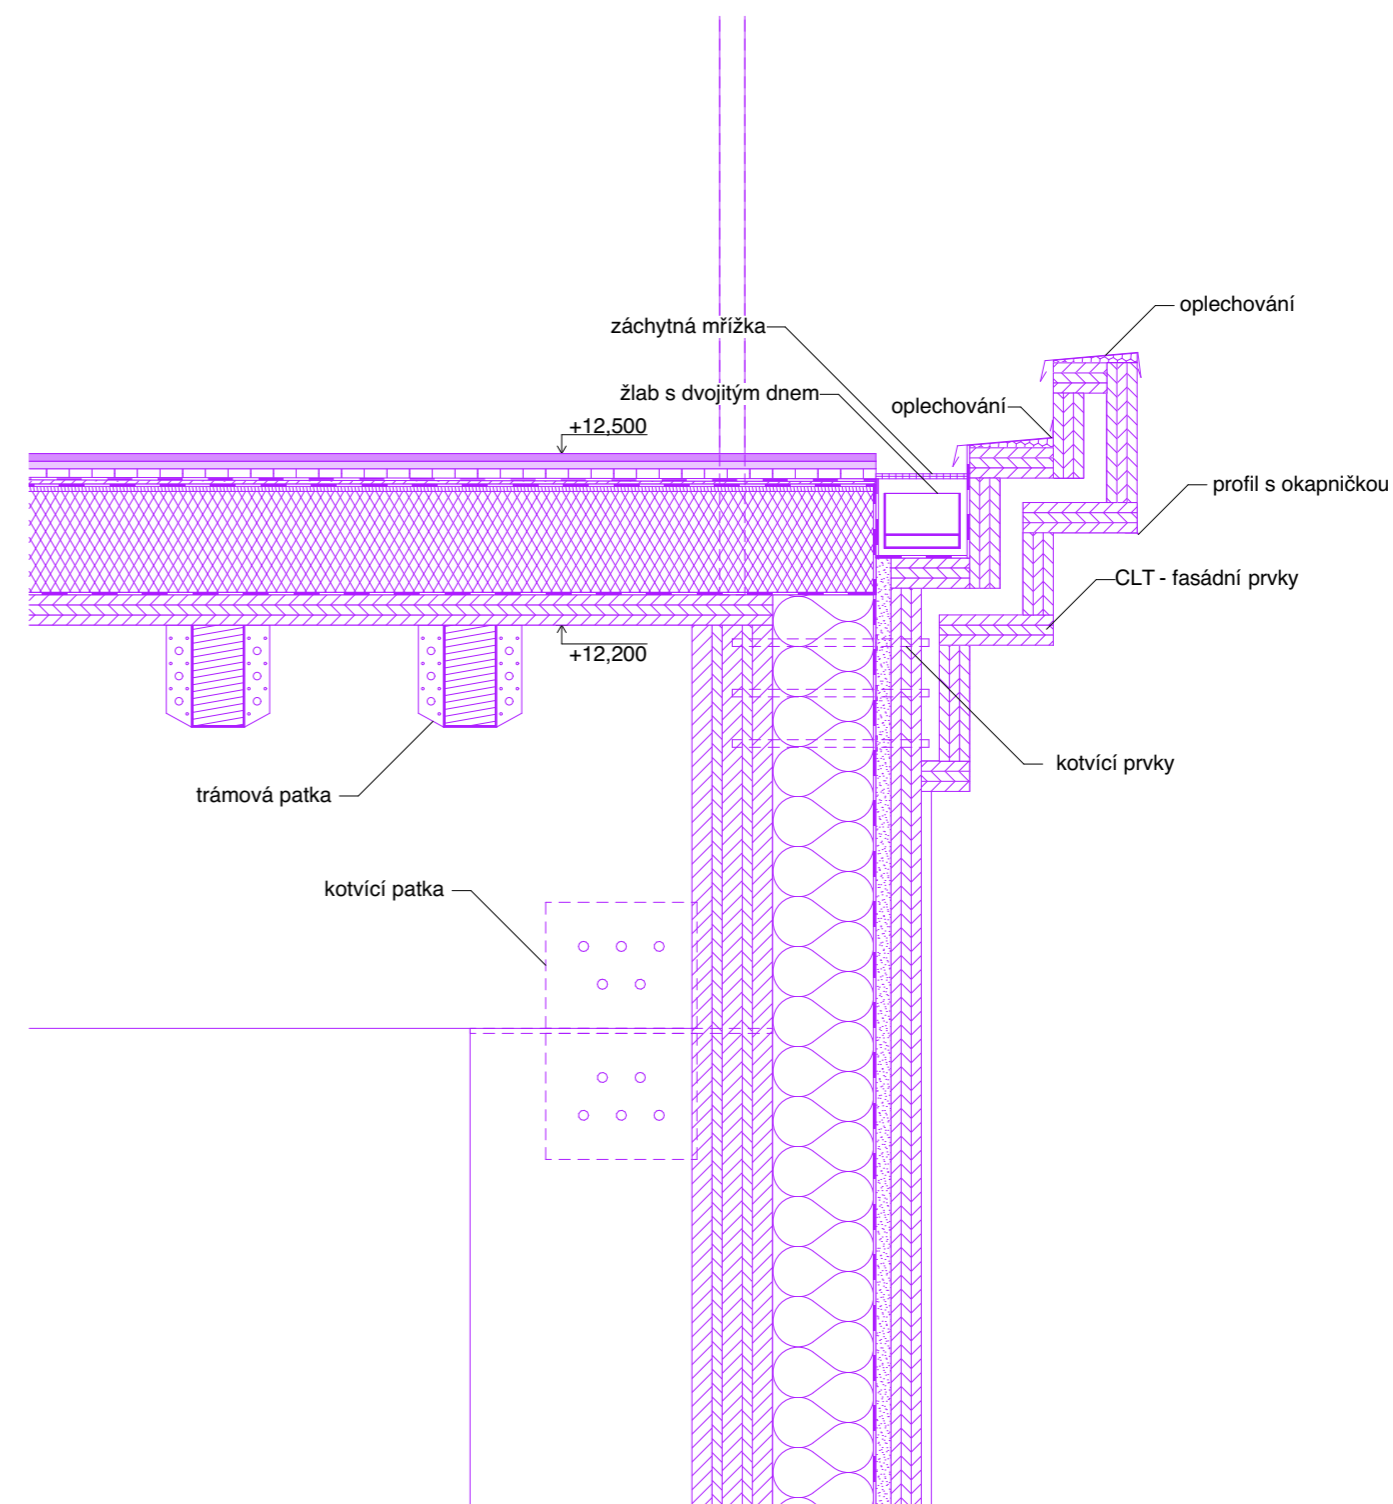 oplechování
záchytná mřížka
žlab s dvojitým dnem
oplechování
+12,500
profil s okapničkou
CLT - fasádní prvky
+12,200
kotvící prvky
trámová patka
kotvící patka